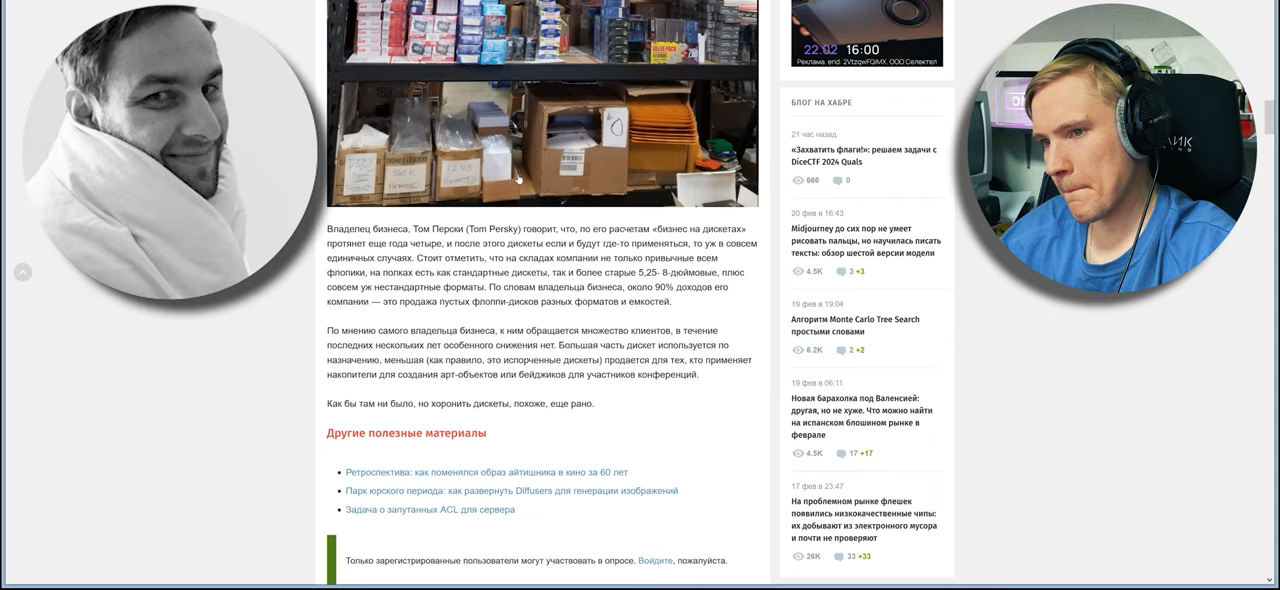 22.02 16:00
Реклама. erid: 2VtzqwFQiMX, ООО Селектел
VALUE PACK
360K
Владелец бизнеса, Том Перски (Tom Persky) говорит, что, по его расчетам «бизнес на дискетах»
протянет еще года четыре, и после этого дискеты если и будут где-то применяться, то уж в совсем
единичных случаях. Стоит отметить, что на складах компании не только привычные всем
флопики, на полках есть как стандартные дискеты, так и более старые 5,25- 8-дюймовые, плюс
совсем уж нестандартные форматы. По словам владельца бизнеса, около 90% доходов его
компании — это продажа пустых флоппи-дисков разных форматов и емкостей.
По мнению самого владельца бизнеса, к ним обращается множество клиентов, в течение
последних нескольких лет особенного снижения нет. Большая часть дискет используется по
назначению, меньшая (как правило, это испорченные дискеты) продается для тех, кто применяет
накопители для создания арт-объектов или бейджиков для участников конференций.
Как бы там ни было, но хоронить дискеты, похоже, еще рано.
Другие полезные материалы
Ретроспектива: как поменялся образ айтишника в кино за 60 лет
Парк юрского периода: как развернуть Diffusers для генерации изображений
Задача о запутанных ACL для сервера
Только зарегистрированные пользователи могут участвовать в опросе. Войдите, пожалуйста.
БЛОГ НА ХАБРЕ
21 час назад
«Захватить флаги!»: решаем задачи с
DiceCTF 2024 Quals
666 0
20 фев в 16:43
Midjourney до сих пор не умеет
рисовать пальцы, но научилась писать
тексты: обзор шестой версии модели
4.5K 3 +3
19 фев в 19:04
Алгоритм Monte Carlo Tree Search
простыми словами
6.2K 2 +2
19 фев в 06:11
Новая барахолка под Валенсией:
другая, но не хуже. Что можно найти
на испанском блошином рынке в
феврале
4.5K 17 +17
17 фев в 23:47
На проблемном рынке флешек
появились низкокачественные чипы:
их добывают из электронного мусора
и почти не проверяют
26K 33 +33